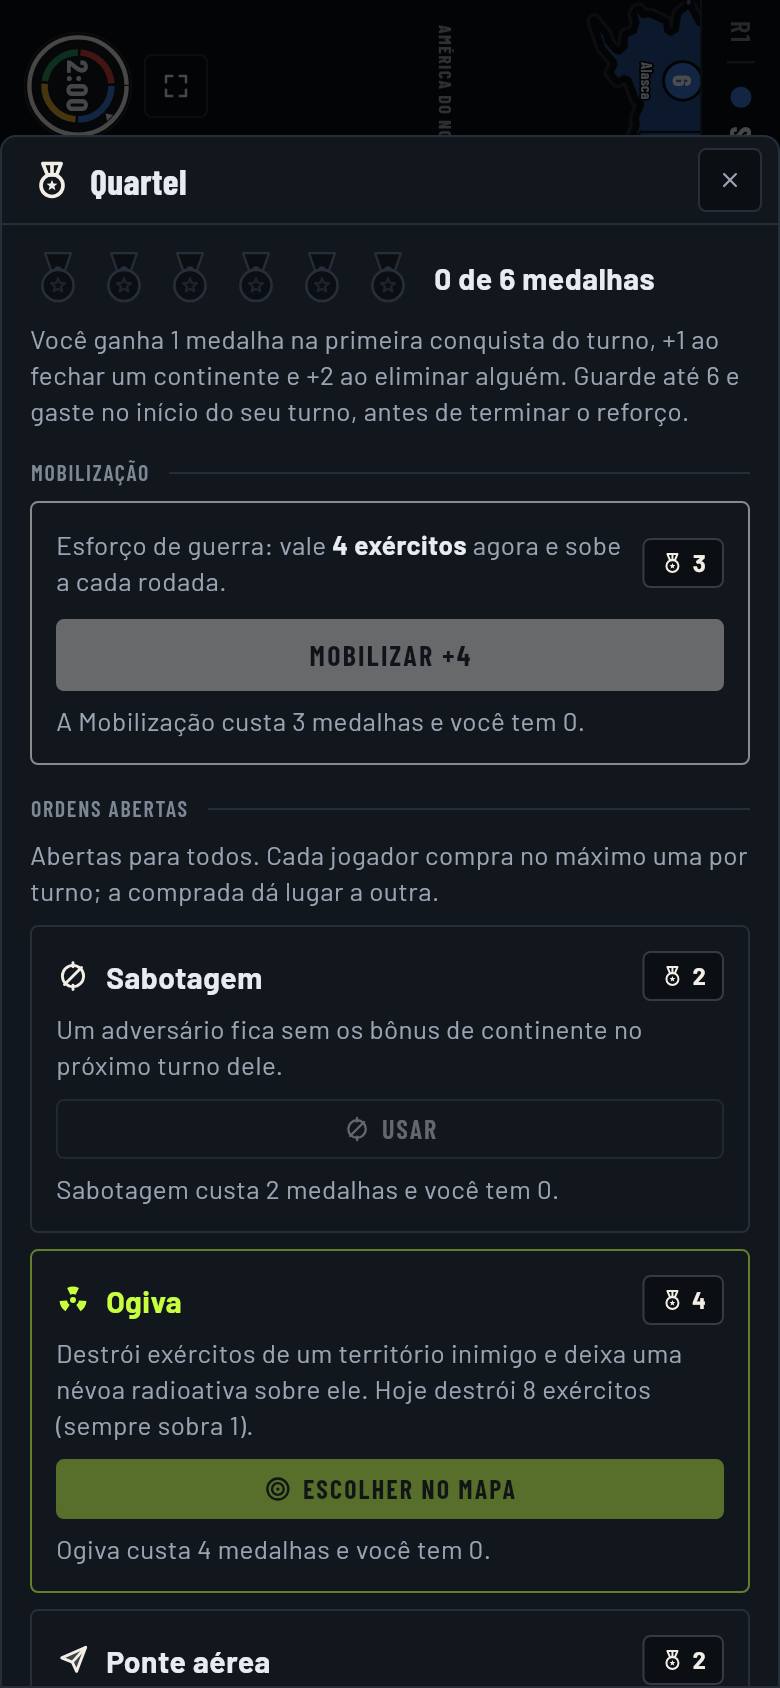 2:00
AMÉRICA DO NO
Alasca
6
R1
S
Quartel
0 de 6 medalhas
Você ganha 1 medalha na primeira conquista do turno, +1 ao
fechar um continente e +2 ao eliminar alguém. Guarde até 6 e
gaste no início do seu turno, antes de terminar o reforço.
MOBILIZAÇÃO
Esforço de guerra: vale 4 exércitos agora e sobe
a cada rodada.
3
MOBILIZAR +4
A Mobilização custa 3 medalhas e você tem 0.
ORDENS ABERTAS
Abertas para todos. Cada jogador compra no máximo uma por
turno; a comprada dá lugar a outra.
Sabotagem
2
Um adversário fica sem os bônus de continente no
próximo turno dele.
USAR
Sabotagem custa 2 medalhas e você tem 0.
Ogiva
4
Destrói exércitos de um território inimigo e deixa uma
névoa radioativa sobre ele. Hoje destrói 8 exércitos
(sempre sobra 1).
ESCOLHER NO MAPA
Ogiva custa 4 medalhas e você tem 0.
Ponte aérea
2